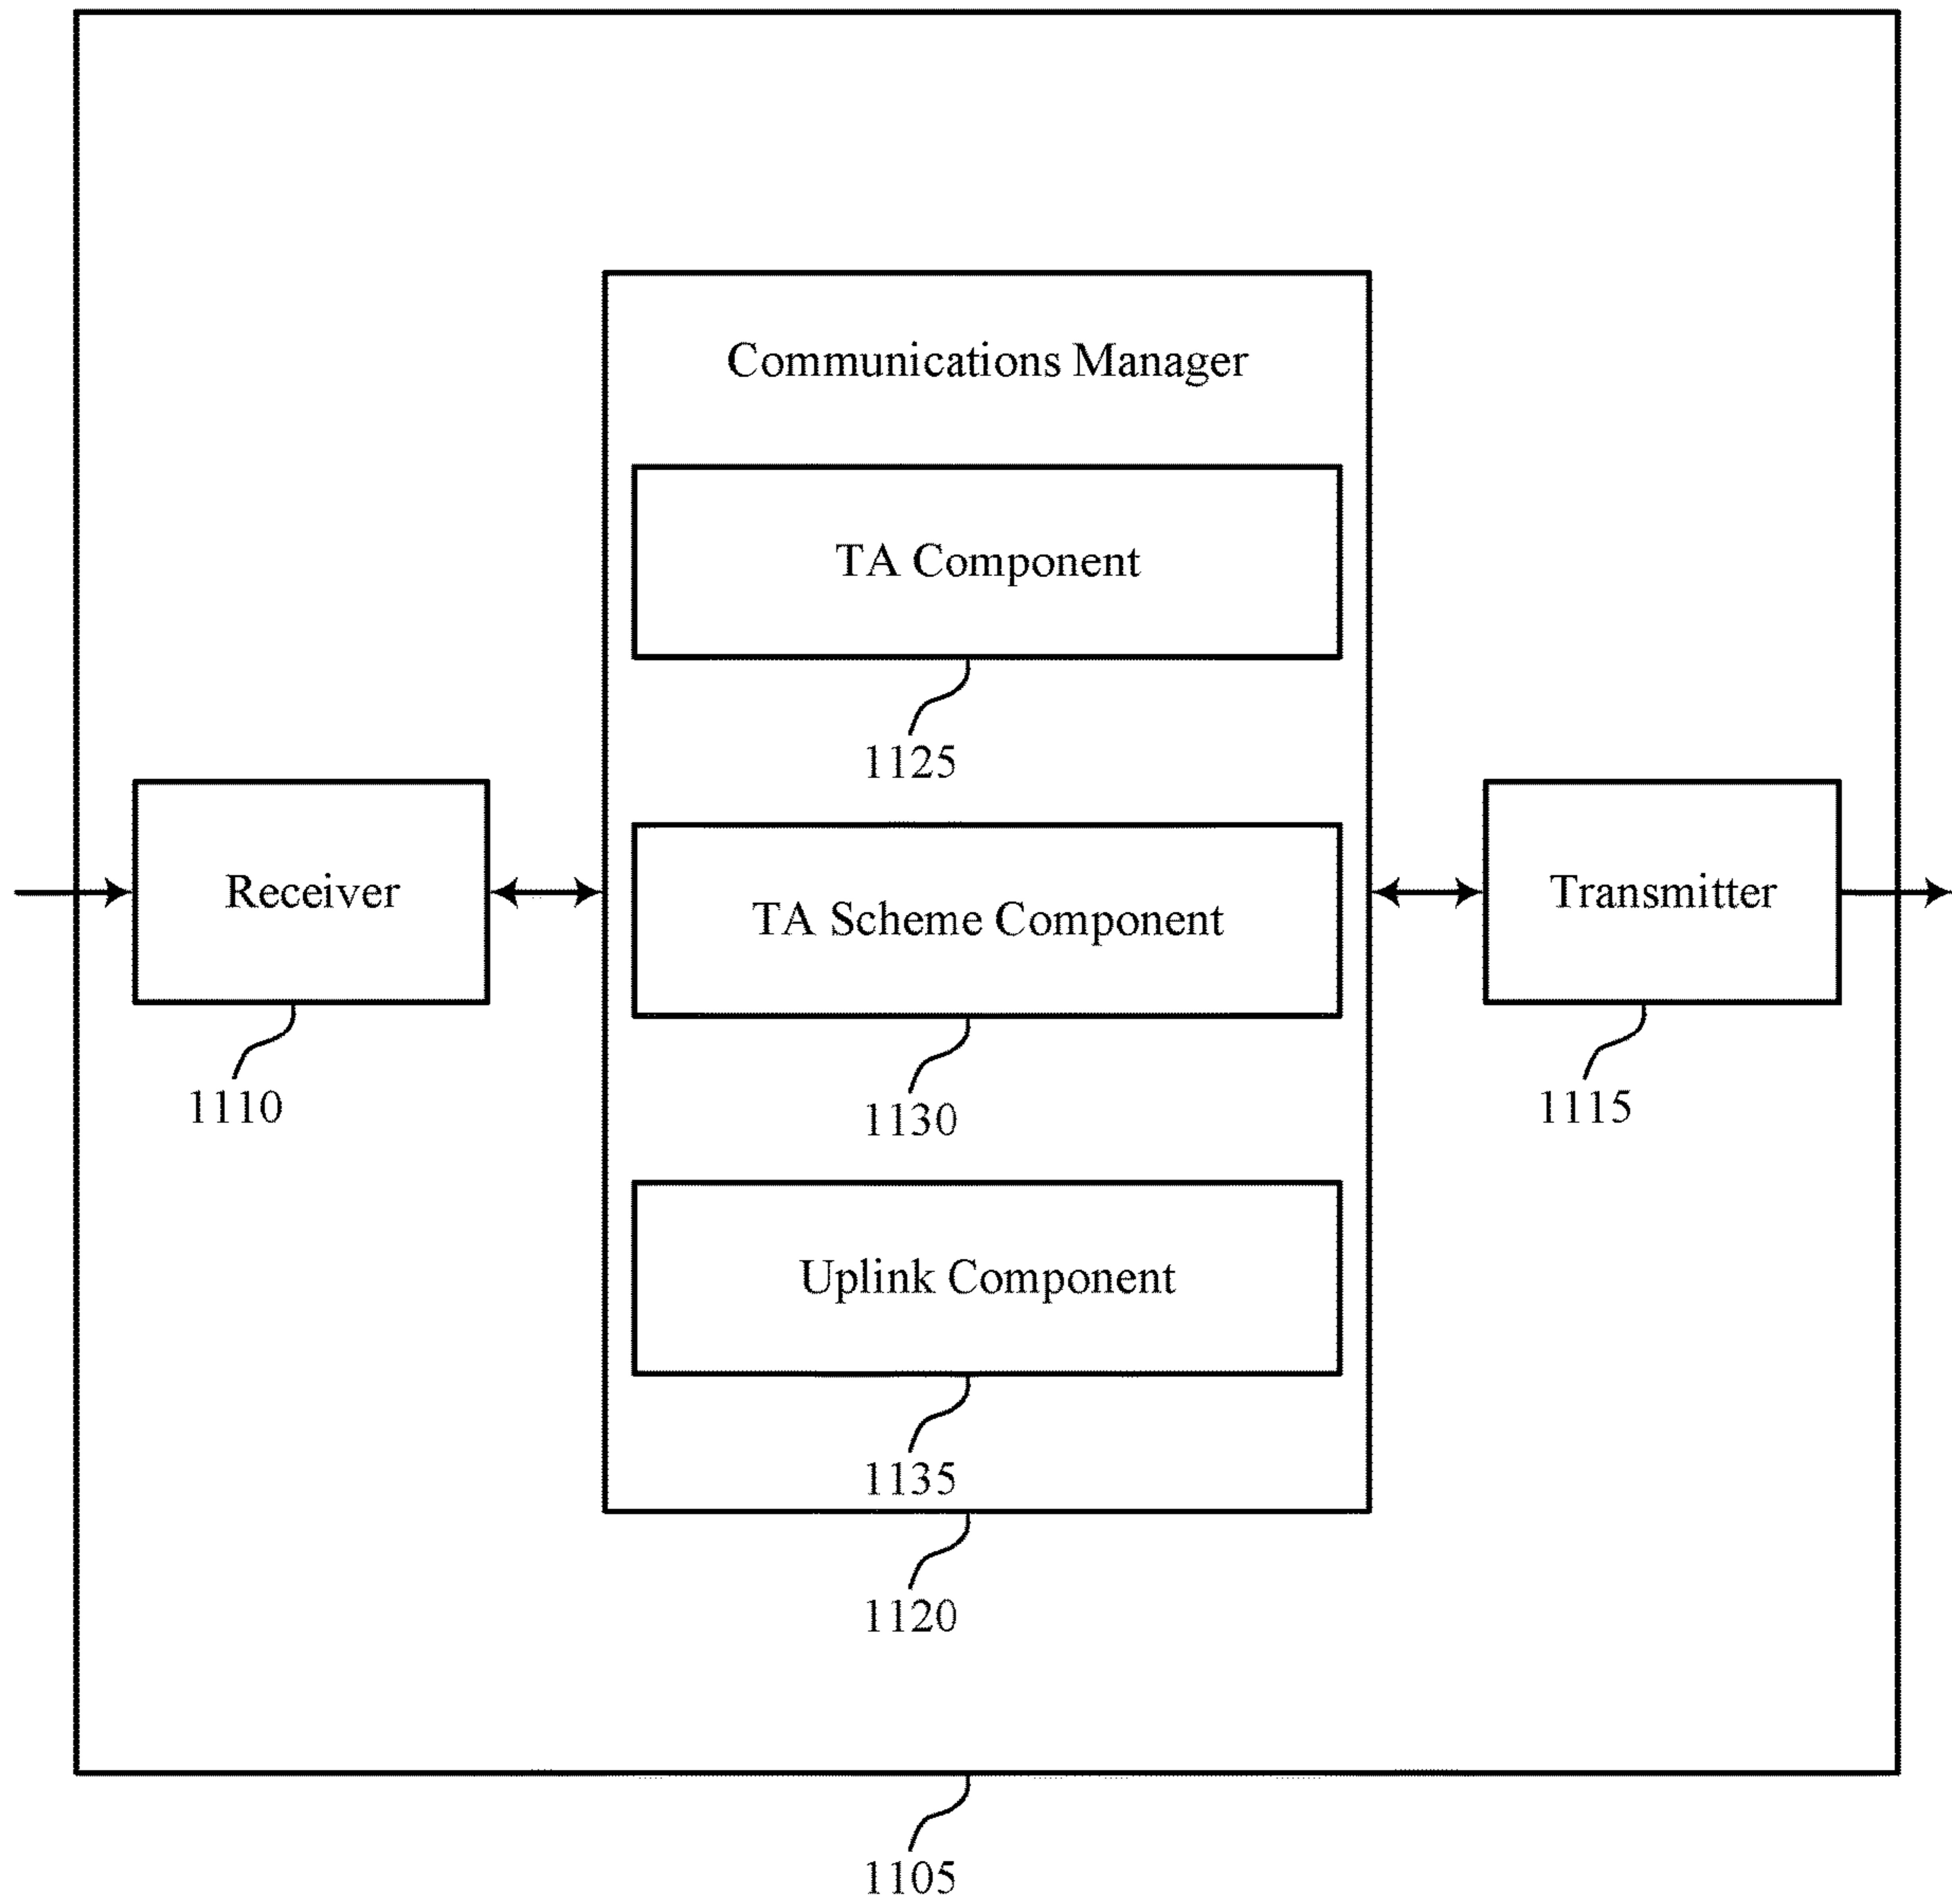 Communications Manager
TA Component
1125
Receiver
1110
TA Scheme Component
1130
Transmitter
1115
Uplink Component
1135
1120
1105